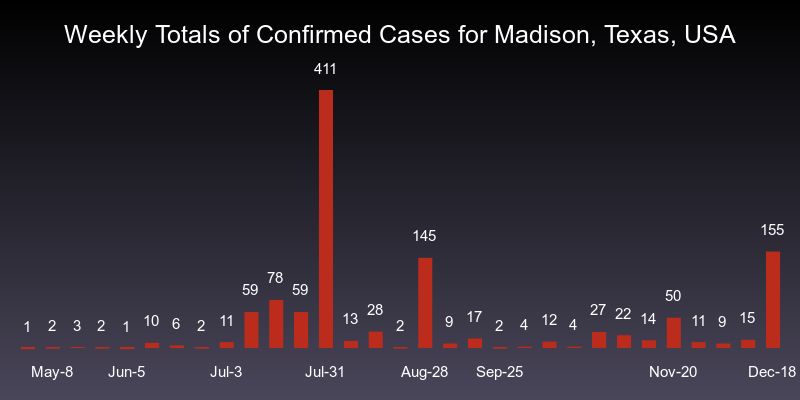 Weekly Totals of Confirmed Cases for Madison, Texas, USA
1 2 3 2 1 10 6 2 11 59 78 59 411 13 28 2 145 9 17 2 4 12 4 27 22 14 50 11 9 15 155
May-8 Jun-5 Jul-3 Jul-31 Aug-28 Sep-25 Nov-20 Dec-18